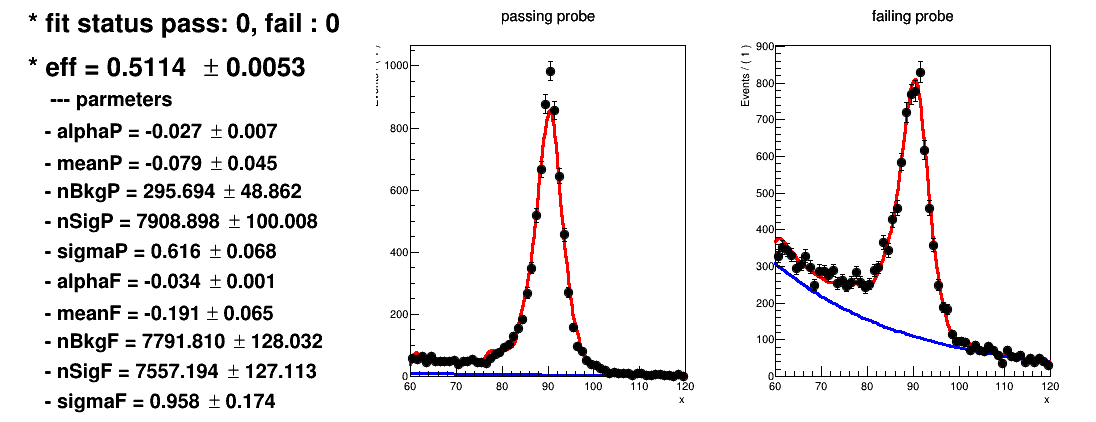 * fit status pass: 0, fail : 0
* eff = 0.5114 ± 0.0053
--- parmeters
- alphaP = -0.027 ± 0.007
- meanP = -0.079 ± 0.045
- nBkgP = 295.694 ± 48.862
- nSigP = 7908.898 ± 100.008
- sigmaP = 0.616 ± 0.068
- alphaF = -0.034 ± 0.001
- meanF = -0.191 ± 0.065
- nBkgF = 7791.810 ± 128.032
- nSigF = 7557.194 ± 127.113
- sigmaF = 0.958 ± 0.174
passing probe
1000
800
600
400
200
0
60 70 80 90 100 110 120
x
failing probe
Events / ( 1 )
900
800
700
600
500
400
300
200
100
0
60 70 80 90 100 110 120
x